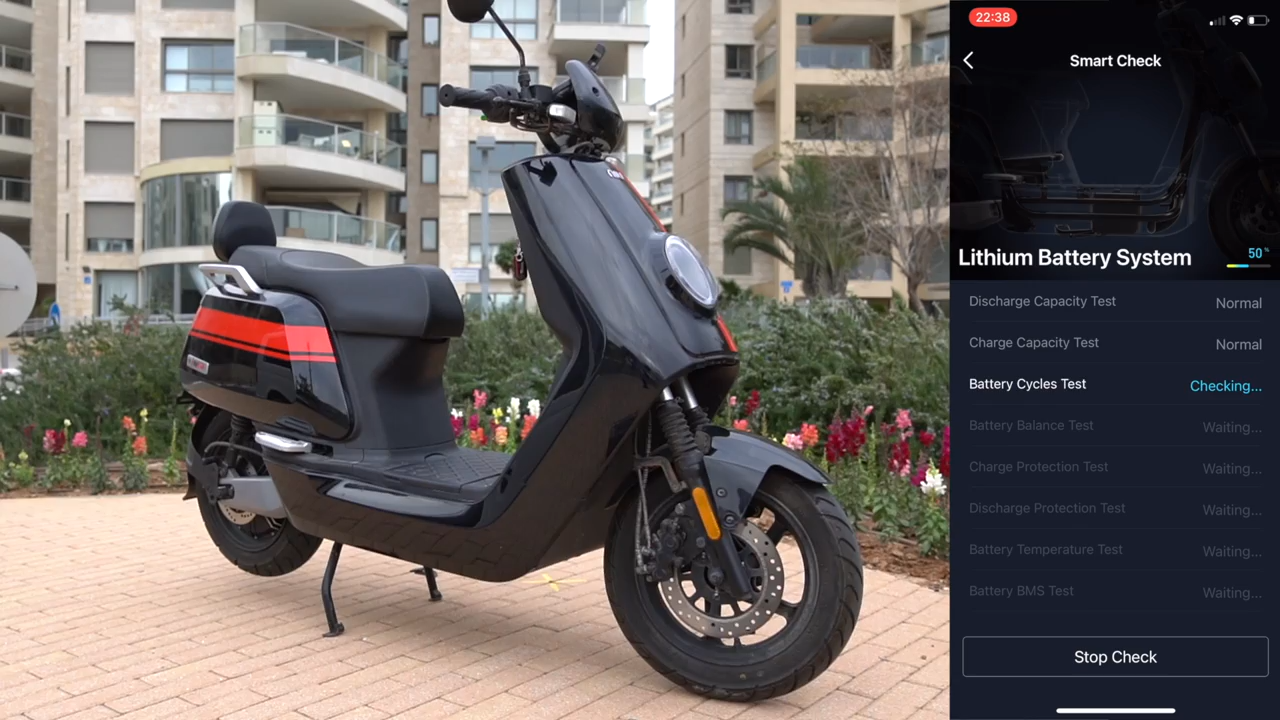 22:38
Smart Check
Lithium Battery System
50%
Discharge Capacity Test Normal
Charge Capacity Test Normal
Battery Cycles Test Checking...
Battery Balance Test Waiting...
Charge Protection Test Waiting...
Discharge Protection Test Waiting...
Battery Temperature Test Waiting...
Battery BMS Test Waiting...
Stop Check